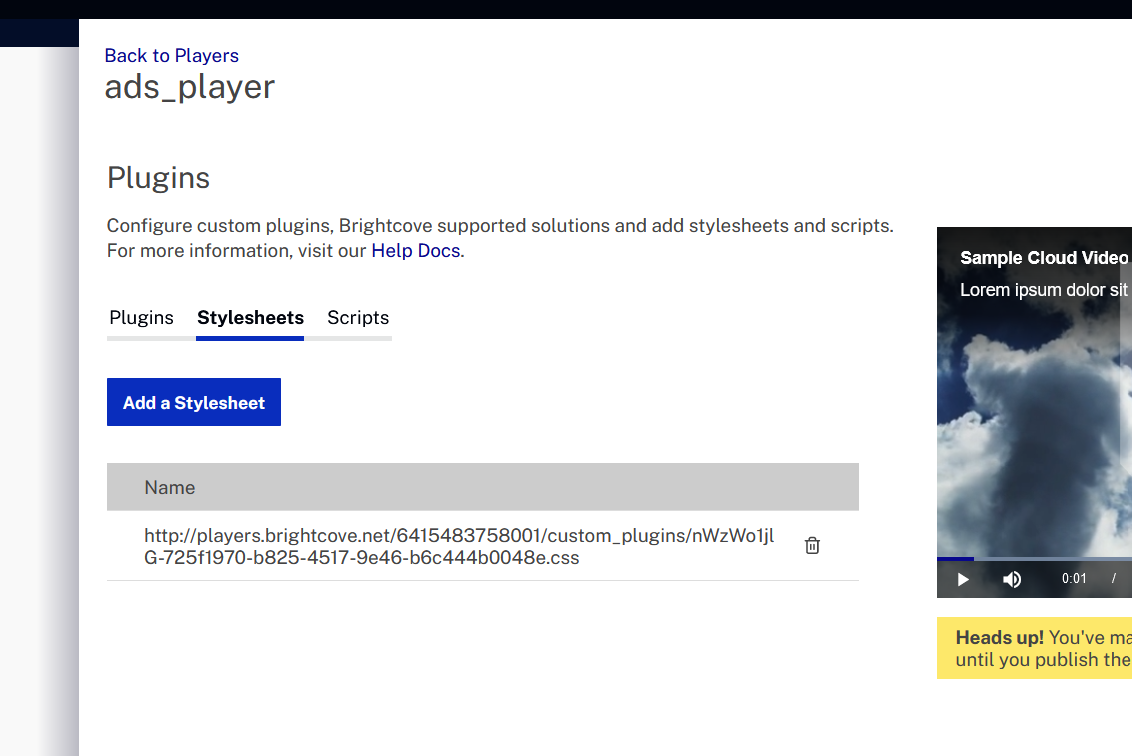 Back to Players
ads_player
Plugins
Configure custom plugins, Brightcove supported solutions and add stylesheets and scripts.
For more information, visit our Help Docs.
Plugins Stylesheets Scripts
Add a Stylesheet
Name
http://players.brightcove.net/6415483758001/custom_plugins/nWzWo1jl
G-725f1970-b825-4517-9e46-b6c444b0048e.css
Sample Cloud Video
Lorem ipsum dolor sit
0:01 /
Heads up! You've ma
until you publish the